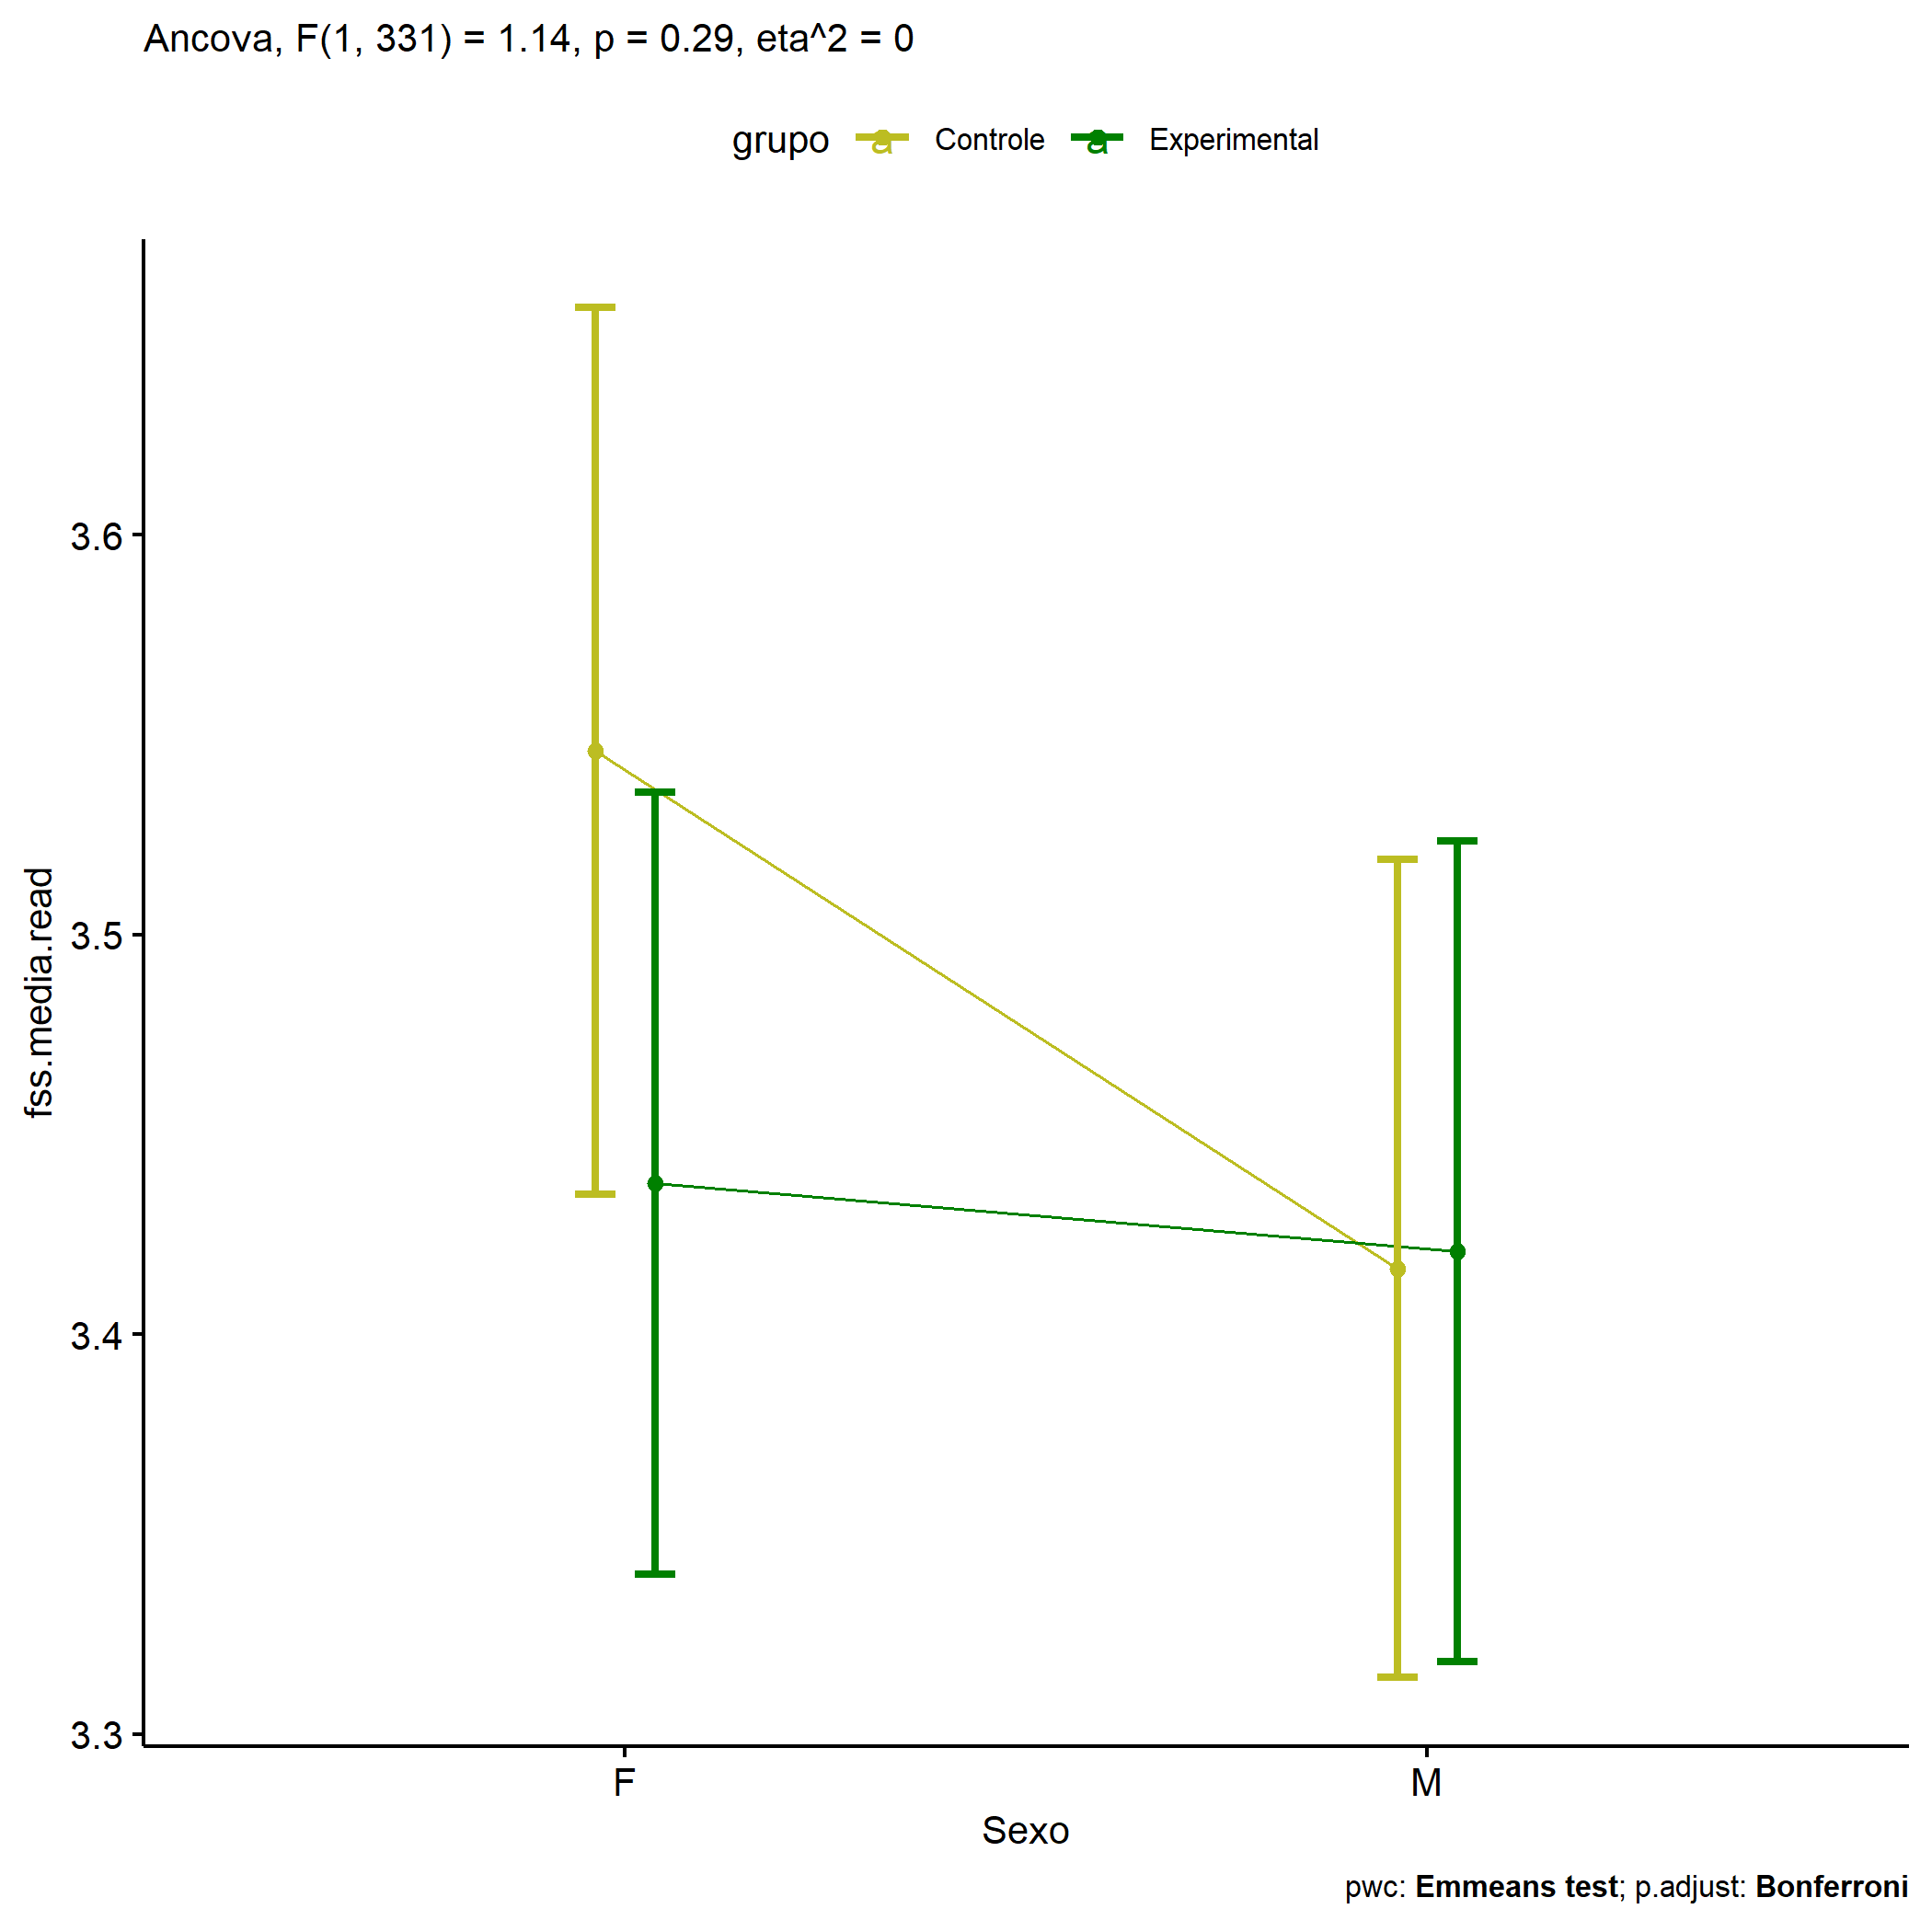 Ancova, F(1, 331) = 1.14, p = 0.29, eta^2 = 0
grupo a Controle a Experimental
3.6
3.5
3.4
3.3
fss.media.read
F M
Sexo
pwc: Emmeans test; p.adjust: Bonferroni